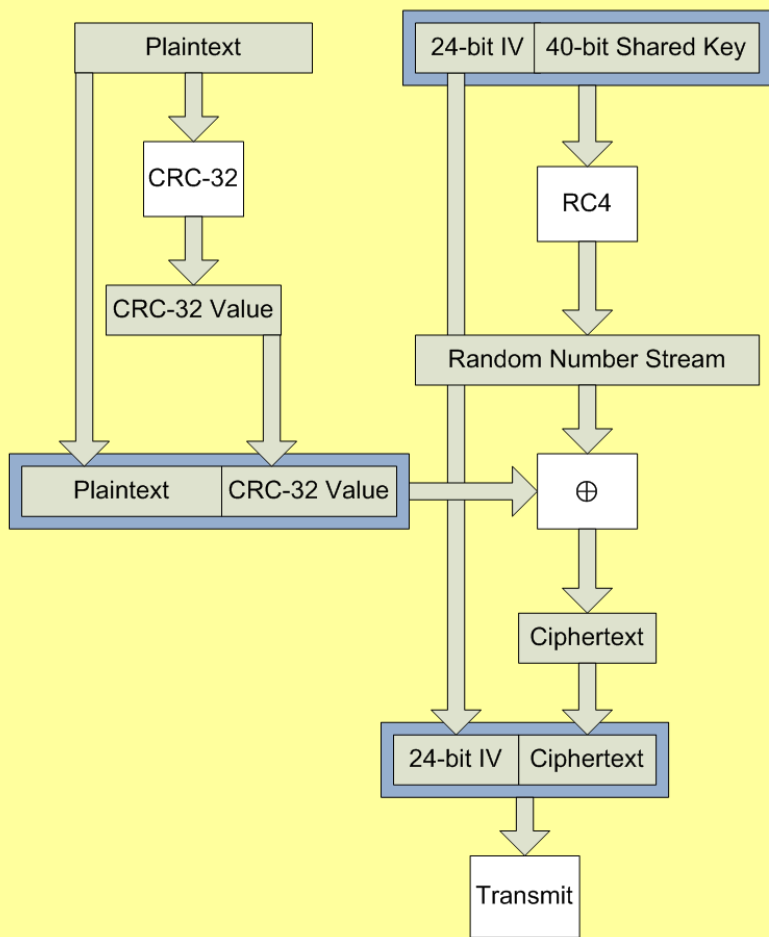 Plaintext
24-bit IV
40-bit Shared Key
CRC-32
RC4
CRC-32 Value
Random Number Stream
Plaintext
CRC-32 Value
⊕
Ciphertext
24-bit IV
Ciphertext
Transmit